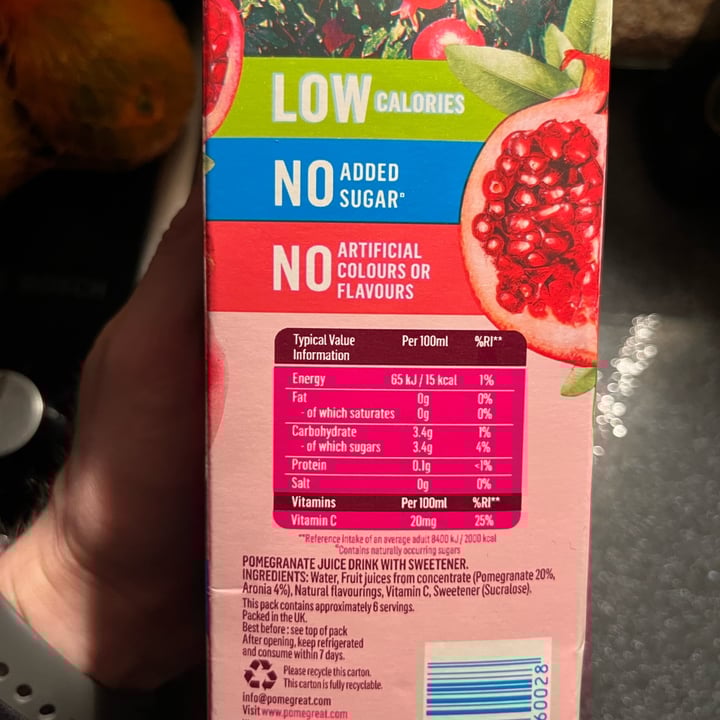 LOW CALORIES
NO ADDED SUGAR°
NO ARTIFICIAL COLOURS OR FLAVOURS
Typical Value Information Per 100ml %RI**
Energy 65 kJ / 15 kcal 1%
Fat 0g 0%
- of which saturates 0g 0%
Carbohydrate 3.4g 1%
- of which sugars 3.4g 4%
Protein 0.1g <1%
Salt 0g 0%
Vitamins Per 100ml %RI**
Vitamin C 20mg 25%
**Reference intake of an average adult 8400 kJ / 2000 kcal
°Contains naturally occurring sugars
POMEGRANATE JUICE DRINK WITH SWEETENER.
INGREDIENTS: Water, Fruit juices from concentrate (Pomegranate 20%,
Aronia 4%), Natural flavourings, Vitamin C, Sweetener (Sucralose).
This pack contains approximately 6 servings.
Packed in the UK.
Best before: see top of pack
After opening, keep refrigerated
and consume within 7 days.
Please recycle this carton.
This carton is fully recyclable.
info@pomegreat.com
Visit www.pomegreat.com